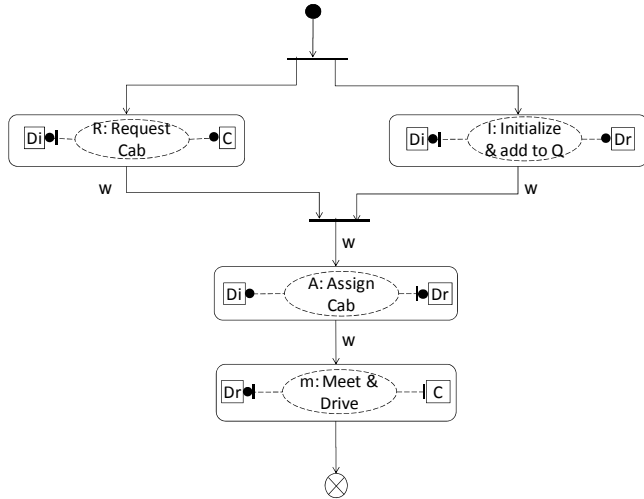 Di
R: Request
Cab
C
Di
I: Initialize
& add to Q
Dr
w
w
w
Di
A: Assign
Cab
Dr
w
Dr
m: Meet &
Drive
C